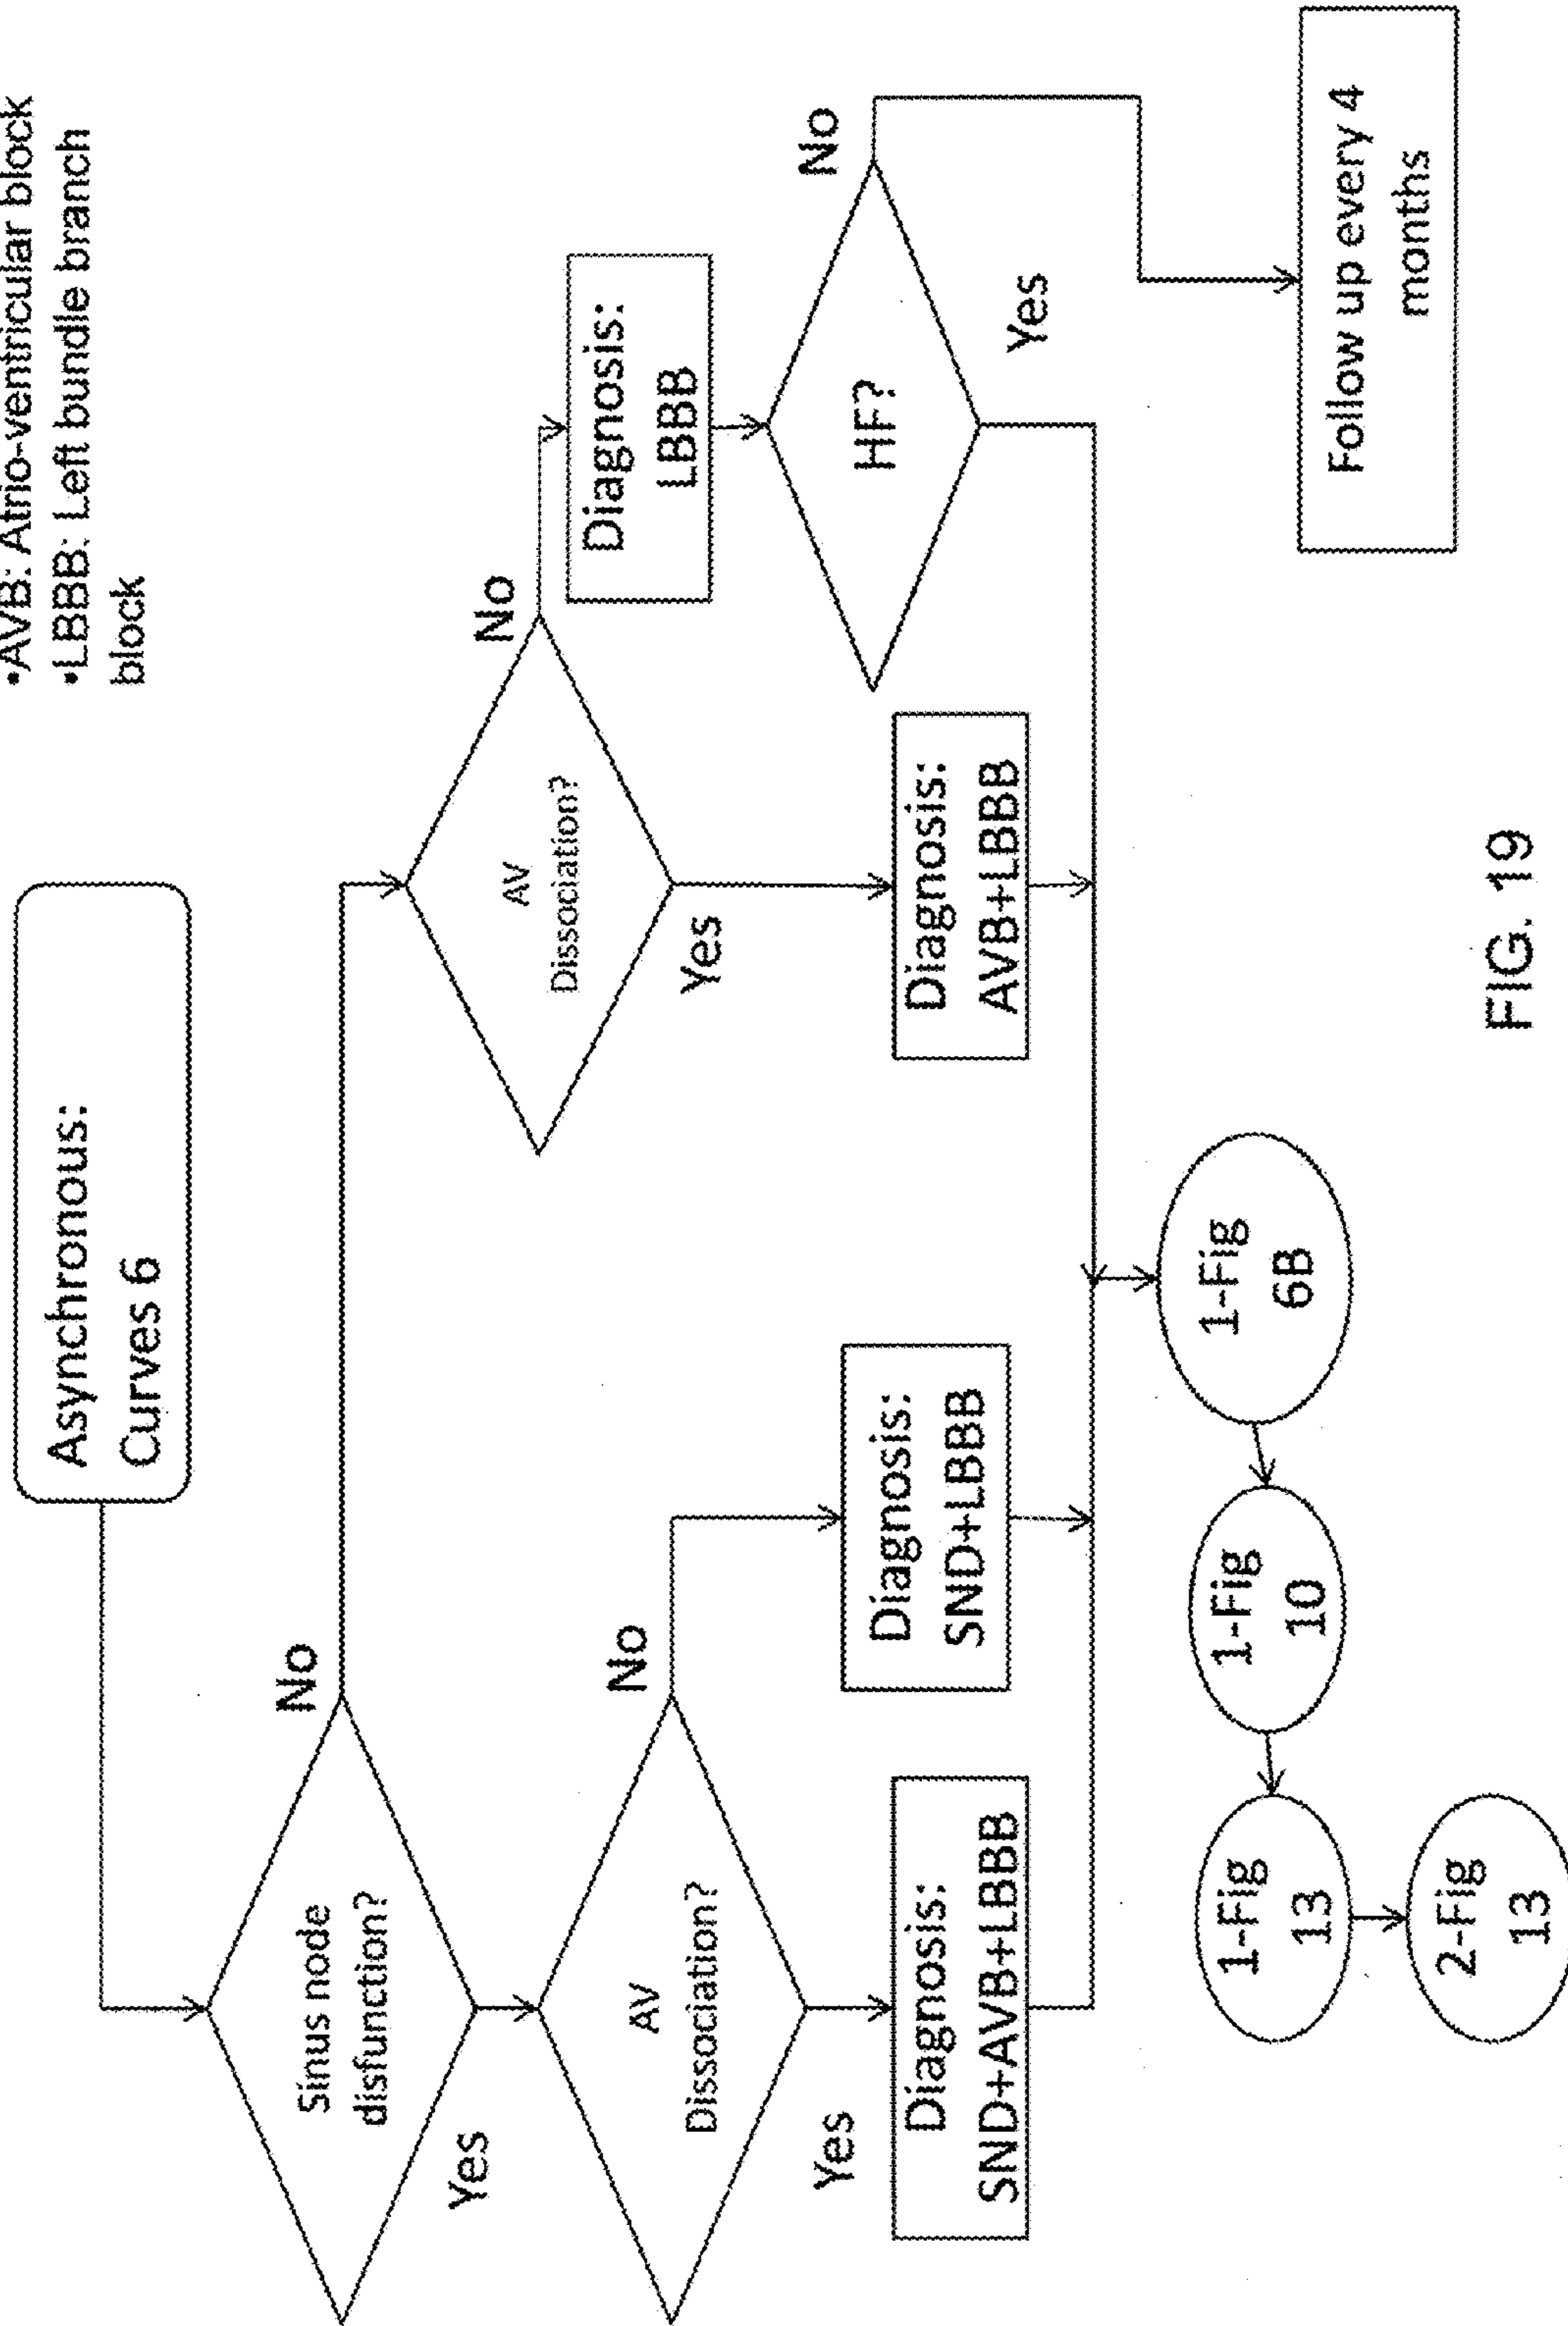 •AVB: Atrio-ventricular block
•LBBB: Left bundle branch
block
Asynchronous:
Curves 6
Sinus node
disfunction?
No
Yes
AV
Dissociation?
No
Yes
AV
Dissociation?
No
Yes
Diagnosis:
LBBB
HF?
No
Yes
Diagnosis:
SND+AVB+LBBB
Diagnosis:
SND+LBBB
Diagnosis:
AVB+LBBB
1-Fig
6B
1-Fig
10
1-Fig
13
2-Fig
13
Follow up every 4
months
FIG. 19